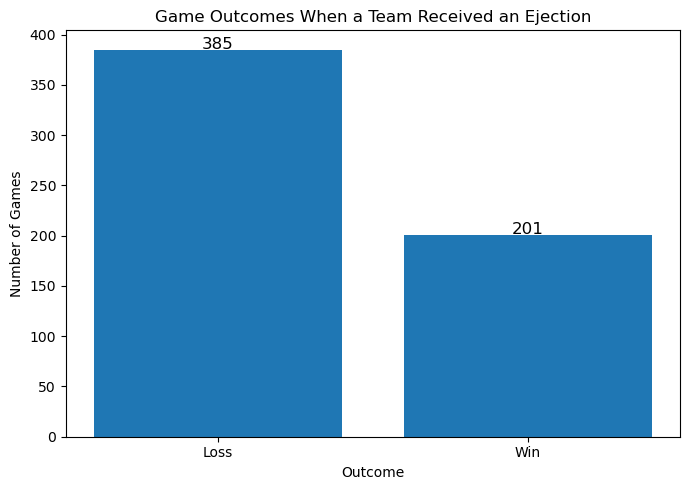 Game Outcomes When a Team Received an Ejection
Number of Games
400
350
300
250
200
150
100
50
0
385
201
Loss
Win
Outcome